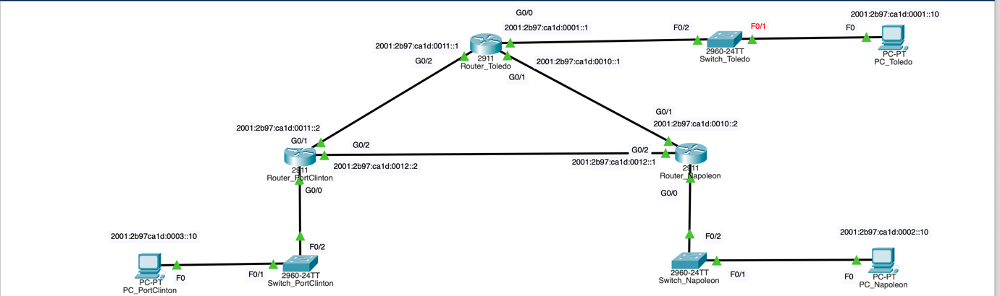 G0/0
2001:2b97:ca1d:0001::10
2001:2b97:ca1d:0001::1
F0/2
F0/1
F0
2001:2b97:ca1d:0011::1
2911
Router_Toledo
2001:2b97:ca1d:0010::1
2960-24TT
Switch_Toledo
PC-PT
PC_Toledo
G0/2
G0/1
G0/1
2001:2b97:ca1d:0011::2
2001:2b97:ca1d:0010::2
G0/1
G0/2
G0/2
2001:2b97:ca1d:0012::2
2001:2b97:ca1d:0012::1
2911
Router_PortClinton
2911
Router_Napoleon
G0/0
G0/0
2001:2b97ca1d:0003::10
2001:2b97:ca1d:0002::10
F0/2
F0/2
PC-PT
PC_PortClinton
F0
F0/1
2960-24TT
Switch_PortClinton
2960-24TT
Switch_Napoleon
F0/1
F0
PC-PT
PC_Napoleon